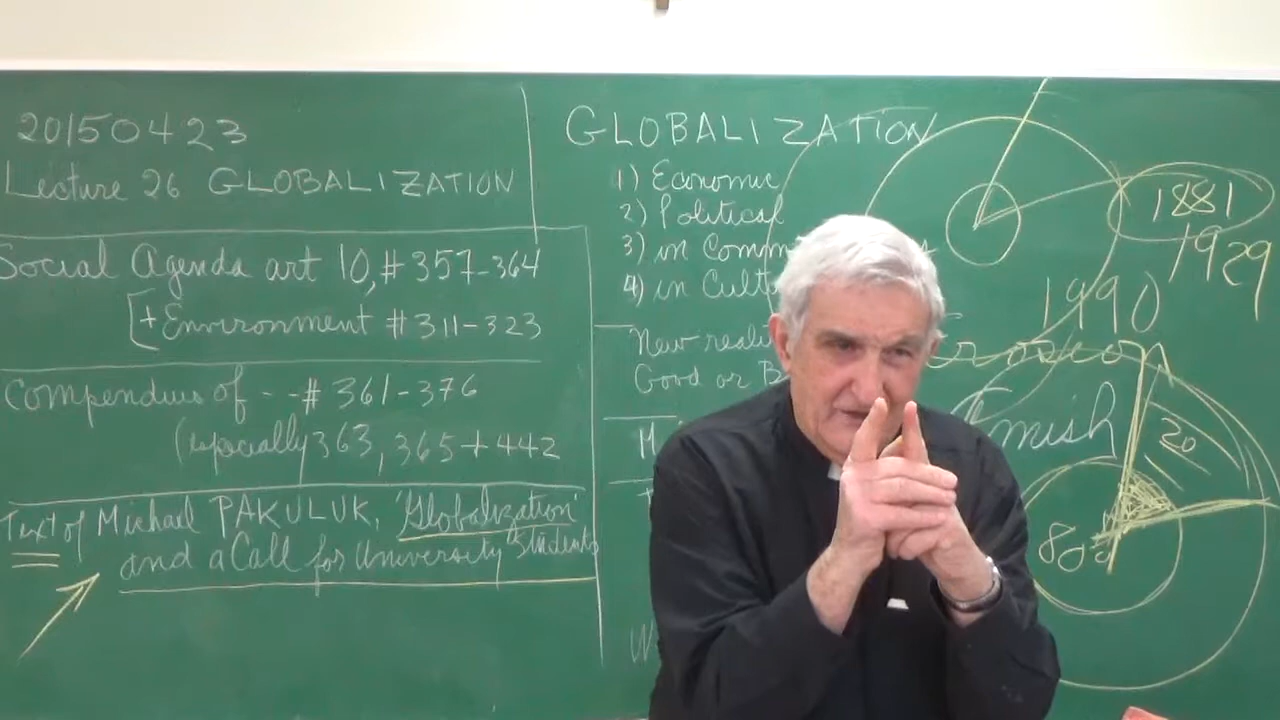 20150423
Lecture 26 GLOBALIZATION
Social Agenda art 10, # 357-364
[+Environment # 311-323
Compendium of - - # 361-376
(especially 363, 365 + 442
Text of Michael PAKULUK, 'Globalization'
and a Call for University Students
GLOBALIZATION
1) Economic
2) Political
3) in Comm
4) in Cult
New reali
Good or B
1881
1929
1990
mish
20
80